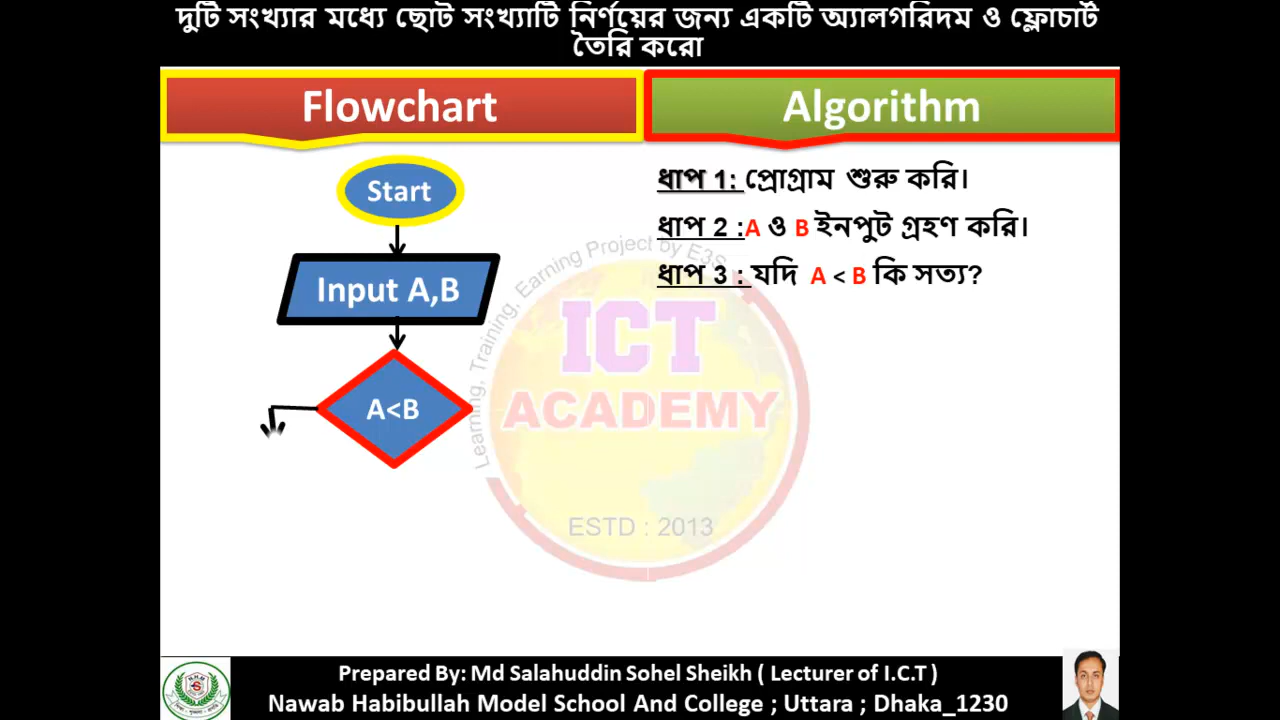 দুটি সংখ্যার মধ্যে ছোট সংখ্যাটি নির্ণয়ের জন্য একটি অ্যালগরিদম ও ফ্লোচার্ট
তৈরি করো
Flowchart
Algorithm
Start
Input A,B
A<B
ধাপ 1: প্রোগ্রাম শুরু করি।
ধাপ 2 :A ও B ইনপুট গ্রহণ করি।
ধাপ 3 : যদি A < B কি সত্য?
Learning, Training, Earning Project by E3S
ICT
ACADEMY
ESTD : 2013
Prepared By: Md Salahuddin Sohel Sheikh ( Lecturer of I.C.T )
Nawab Habibullah Model School And College ; Uttara ; Dhaka_1230